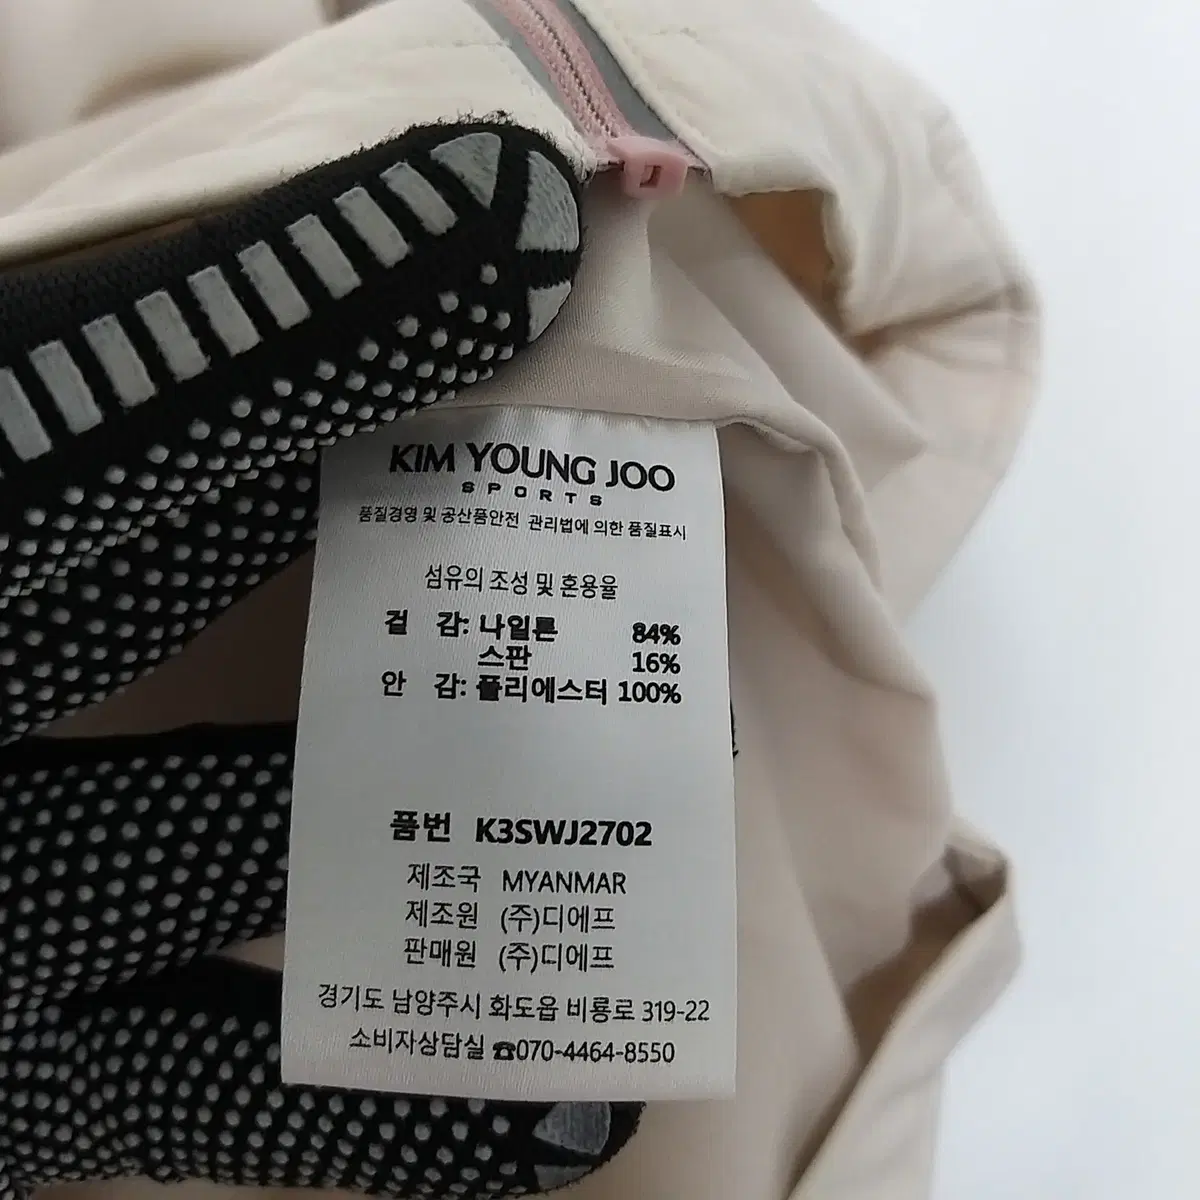 KIM YOUNG JOO
SPORTS
품질경영 및 공산품안전 관리법에 의한 품질표시
섬유의 조성 및 혼용율
겉 감: 나일론 84%
스판 16%
안 감: 폴리에스터 100%
품번 K3SWJ2702
제조국 MYANMAR
제조원 (주)디에프
판매원 (주)디에프
경기도 남양주시 화도읍 비룡로 319-22
소비자상담실 ☎070-4464-8550